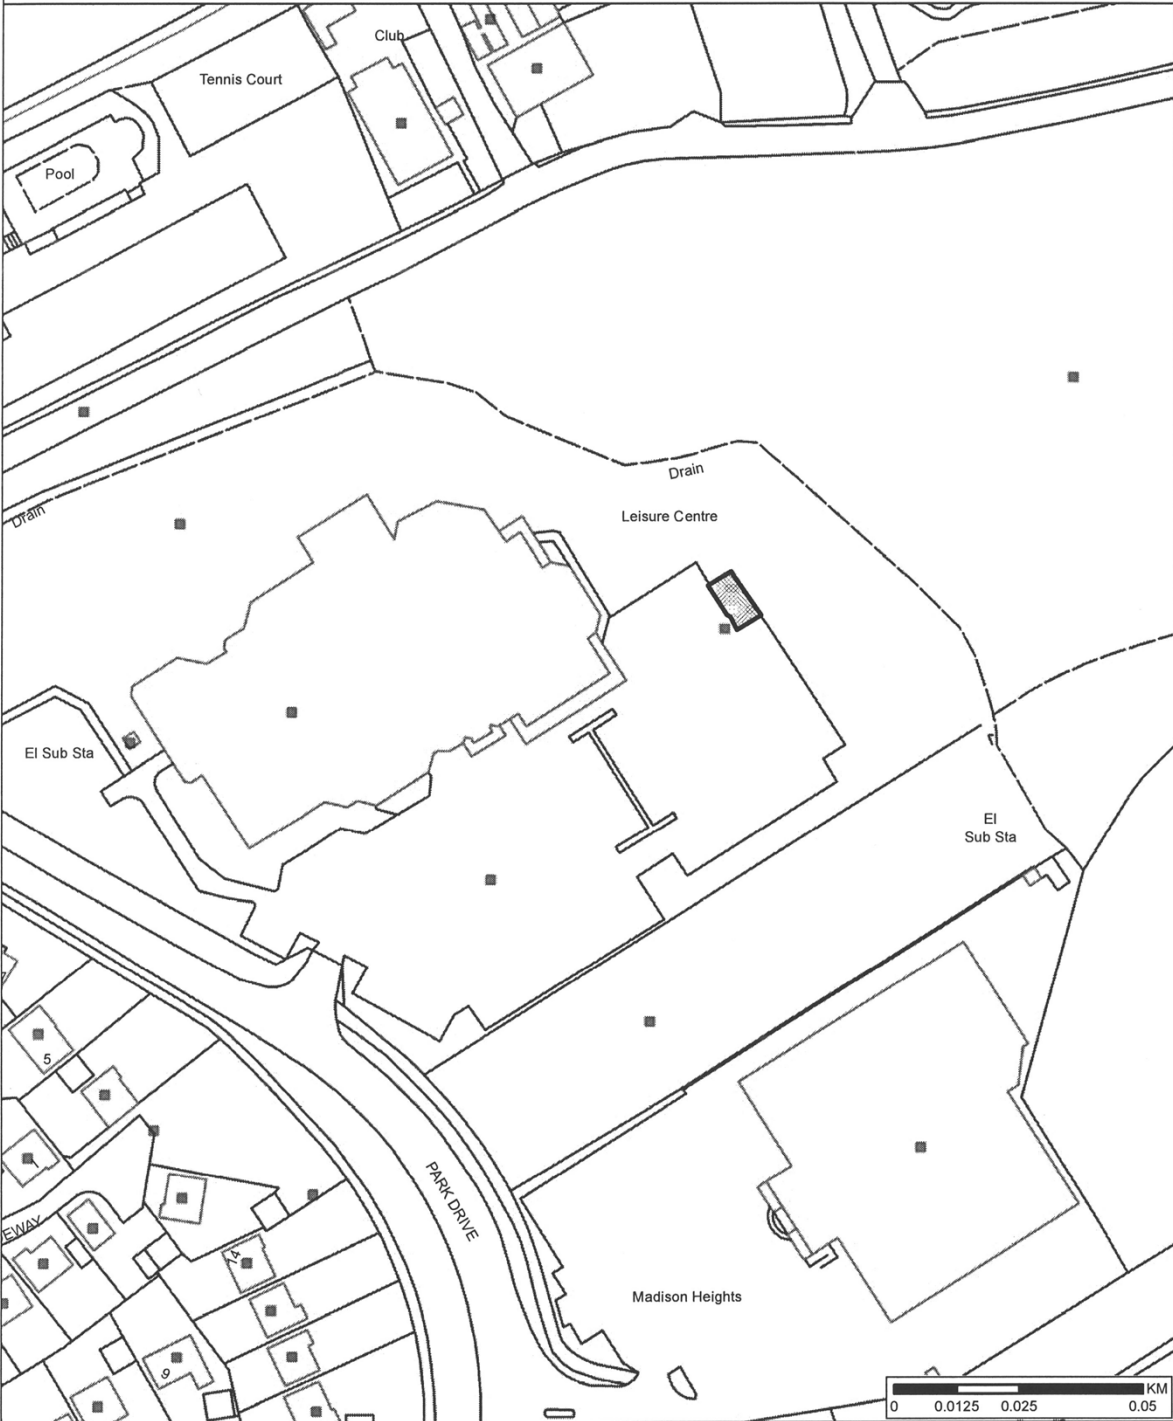 Club
Tennis Court
Pool
Drain
Drain
Leisure Centre
El Sub Sta
El
Sub Sta
5
1
PARK DRIVE
EWAY
14
Madison Heights
9
KM
0 0.0125 0.025 0.05